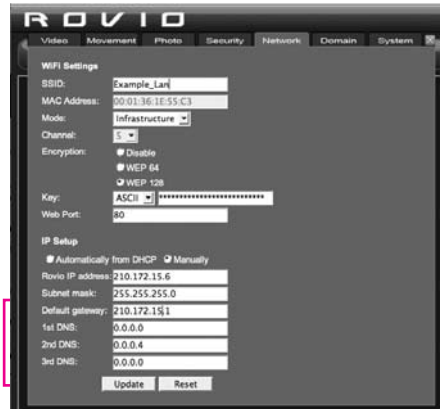 ROVIO
Video Movement Photo Security Network Domain System
WiFi Settings
SSID: Example_Lan
MAC Address: 00:01:36:1E:55:C3
Mode: Infrastructure
Channel: 5
Encryption: Disable
WEP 64
WEP 128
Key: ASCII **************************
Web Port: 80
IP Setup
Automatically from DHCP Manually
Rovio IP address: 210.172.15.6
Subnet mask: 255.255.255.0
Default gateway: 210.172.15.1
1st DNS: 0.0.0.0
2nd DNS: 0.0.0.4
3rd DNS: 0.0.0.0
Update Reset